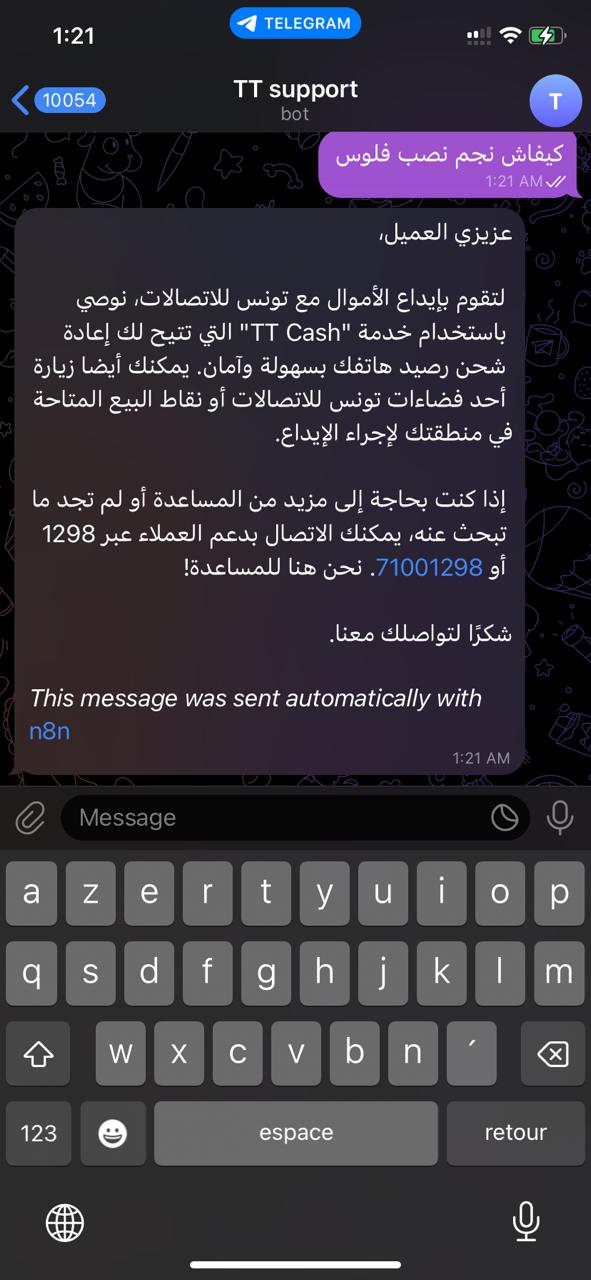 1:21
TELEGRAM
10054
TT support
bot
T
كيفاش نجم نصب فلوس
1:21 AM
عزيزي العميل،
لتقوم بإيداع الأموال مع تونس للاتصالات، نوصي
باستخدام خدمة "TT Cash" التي تتيح لك إعادة
شحن رصيد هاتفك بسهولة وآمان. يمكنك أيضا زيارة
أحد فضاءات تونس للاتصالات أو نقاط البيع المتاحة
في منطقتك لإجراء الإيداع.
إذا كنت بحاجة إلى مزيد من المساعدة أو لم تجد ما
تبحث عنه، يمكنك الاتصال بدعم العملاء عبر 1298
أو 71001298. نحن هنا للمساعدة!
شكرًا لتواصلك معنا.
This message was sent automatically with
n8n
1:21 AM
Message
a z e r t y u i o p
q s d f g h j k l m
w x c v b n ´
123 espace retour